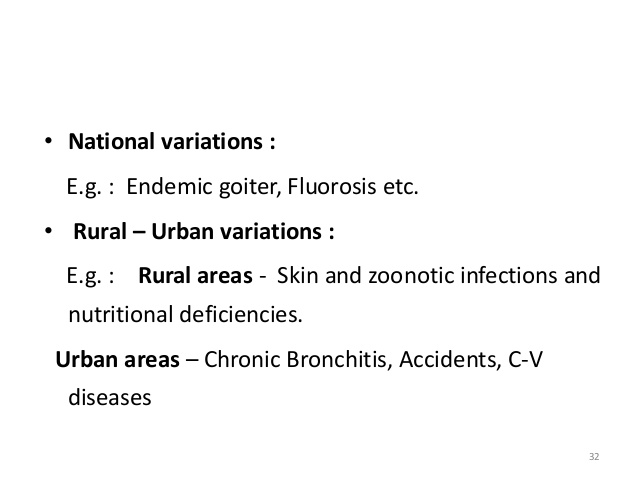 • National variations :
E.g. : Endemic goiter, Fluorosis etc.
• Rural – Urban variations :
E.g. : Rural areas - Skin and zoonotic infections and
nutritional deficiencies.
Urban areas – Chronic Bronchitis, Accidents, C-V
diseases
32